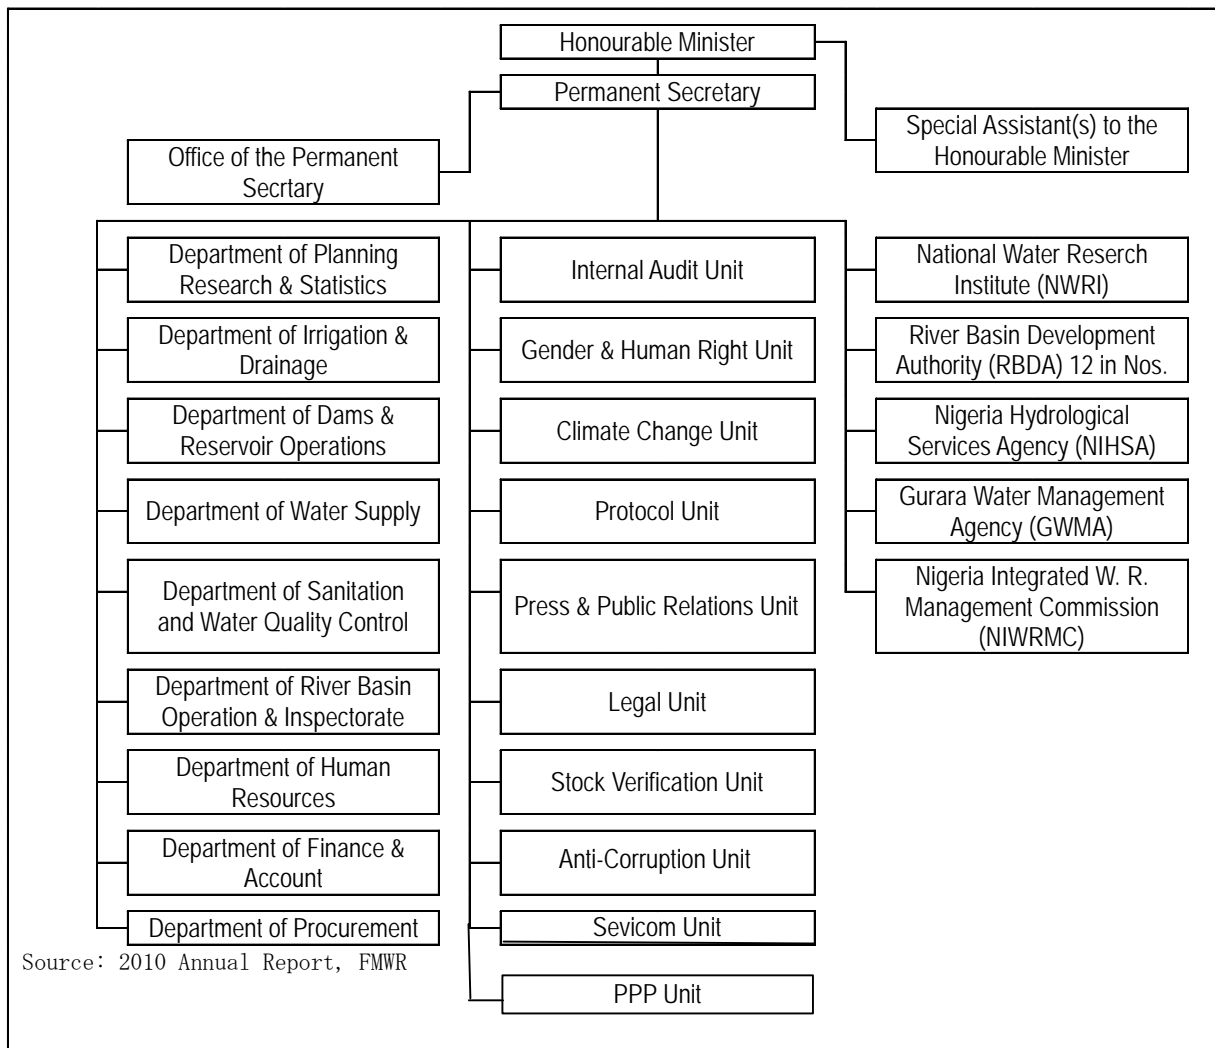 Honourable Minister
Permanent Secretary
Special Assistant(s) to the
Honourable Minister
Office of the Permanent
Secrtary
Department of Planning
Research & Statistics
Department of Irrigation &
Drainage
Department of Dams &
Reservoir Operations
Department of Water Supply
Department of Sanitation
and Water Quality Control
Department of River Basin
Operation & Inspectorate
Department of Human
Resources
Department of Finance &
Account
Department of Procurement
Internal Audit Unit
Gender & Human Right Unit
Climate Change Unit
Protocol Unit
Press & Public Relations Unit
Legal Unit
Stock Verification Unit
Anti-Corruption Unit
Sevicom Unit
PPP Unit
National Water Reserch
Institute (NWRI)
River Basin Development
Authority (RBDA) 12 in Nos.
Nigeria Hydrological
Services Agency (NIHSA)
Gurara Water Management
Agency (GWMA)
Nigeria Integrated W. R.
Management Commission
(NIWRMC)
Source: 2010 Annual Report, FMWR